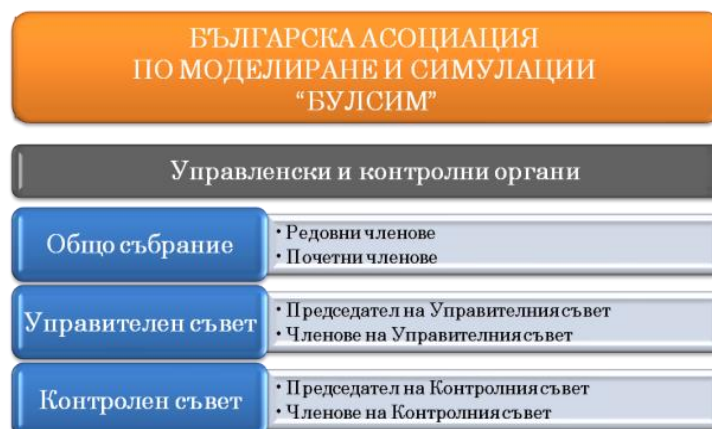 БЪЛГАРСКА АСОЦИАЦИЯ
ПО МОДЕЛИРАНЕ И СИМУЛАЦИИ
“БУЛСИМ”
Управленски и контролни органи
Общо събрание
• Редовни членове
• Почетни членове
Управителен съвет
• Председател на Управителния съвет
• Членове на Управителния съвет
Контролен съвет
• Председател на Контролния съвет
• Членове на Контролния съвет